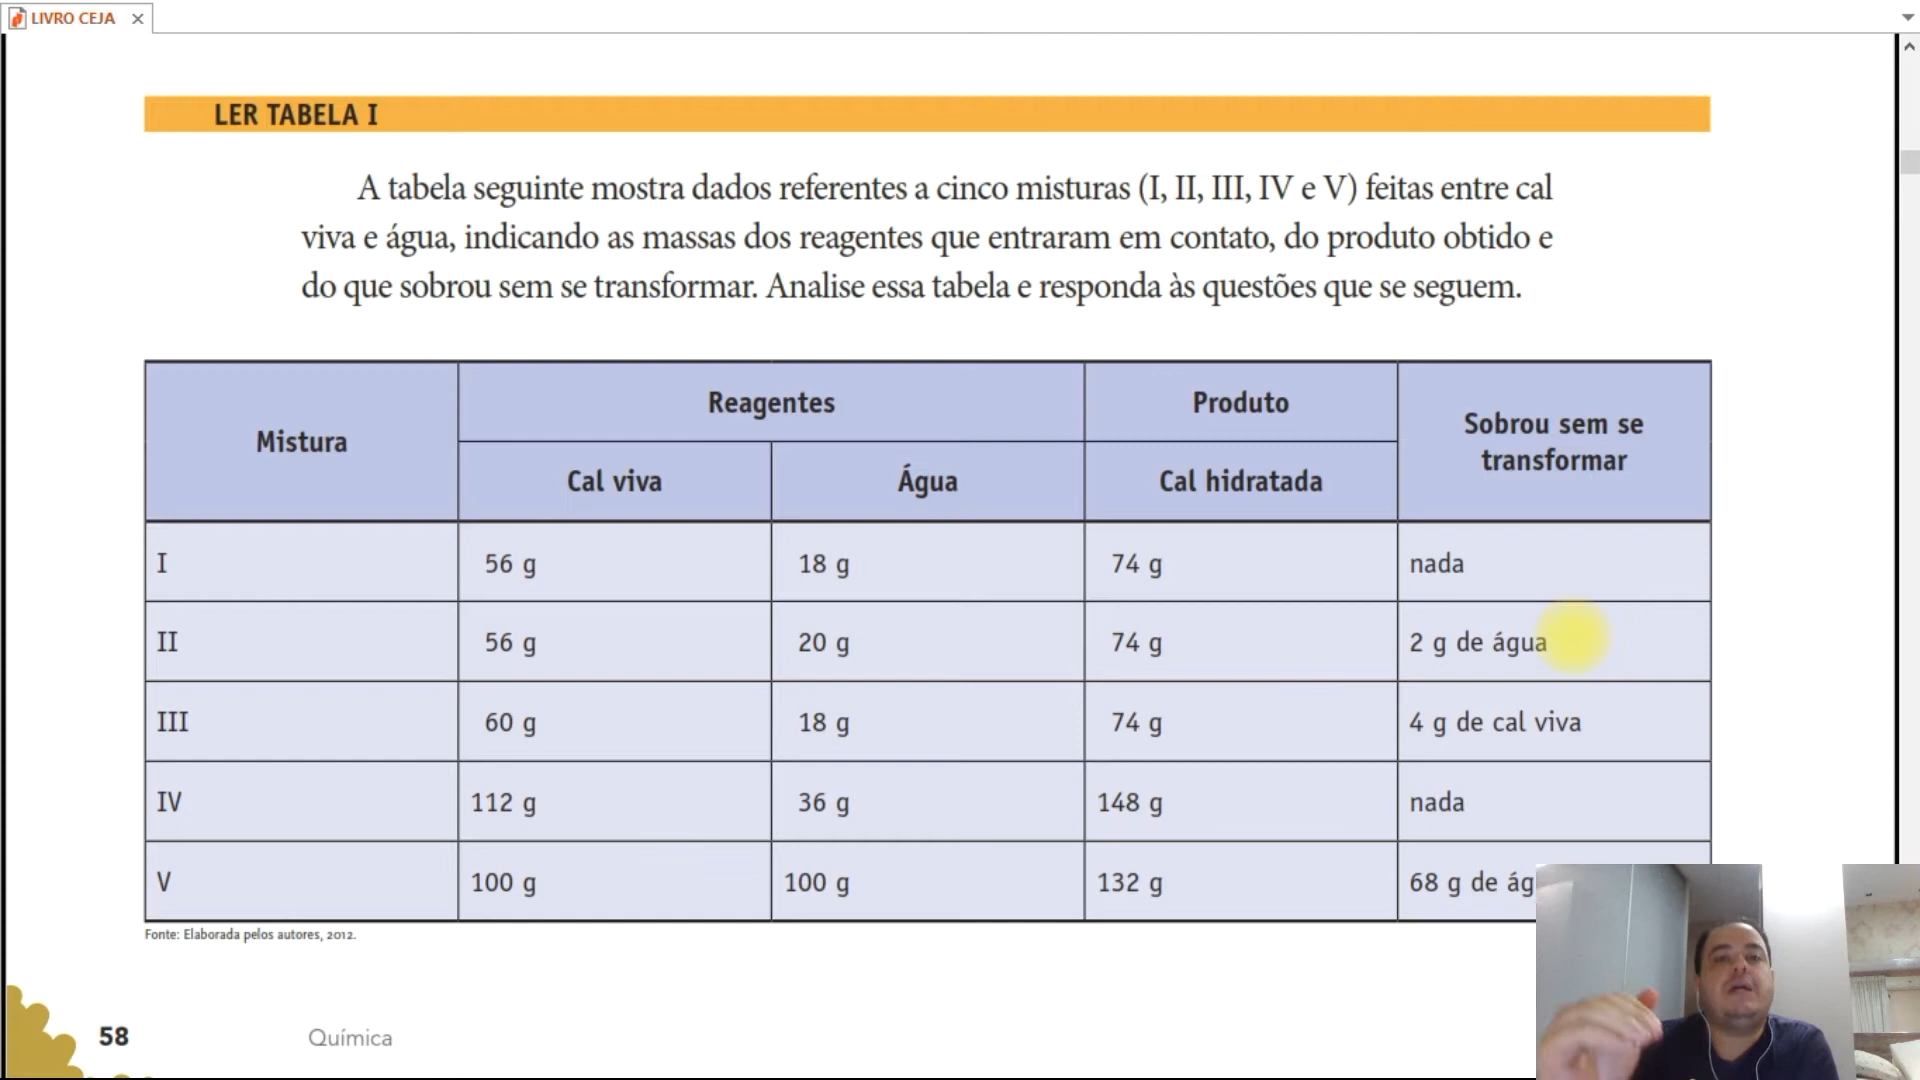 LIVRO CEJA
LER TABELA I
A tabela seguinte mostra dados referentes a cinco misturas (I, II, III, IV e V) feitas entre cal
viva e água, indicando as massas dos reagentes que entraram em contato, do produto obtido e
do que sobrou sem se transformar. Analise essa tabela e responda às questões que se seguem.
Mistura Reagentes Produto Sobrou sem se
transformar
Cal viva Água Cal hidratada
I 56 g 18 g 74 g nada
II 56 g 20 g 74 g 2 g de água
III 60 g 18 g 74 g 4 g de cal viva
IV 112 g 36 g 148 g nada
V 100 g 100 g 132 g 68 g de
Fonte: Elaborada pelos autores, 2012.
58 Química